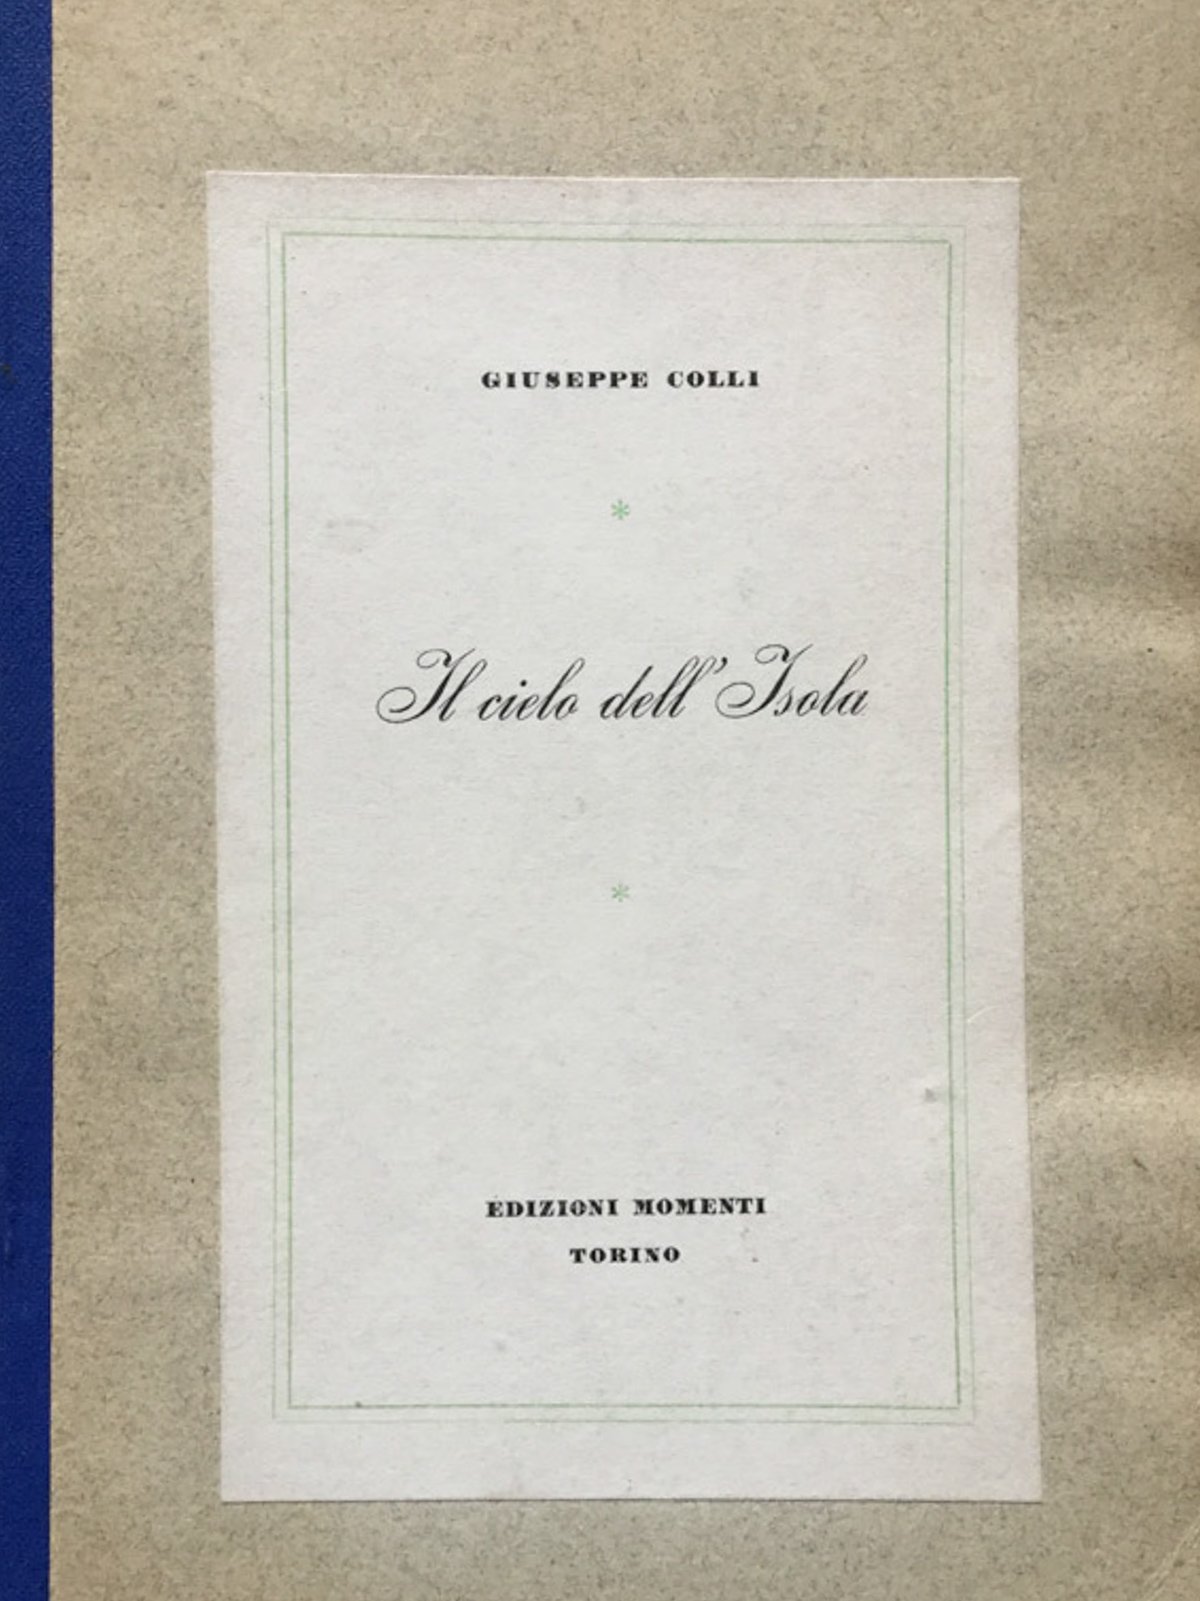 GIUSEPPE COLLI
*
Il cielo dell'Isola
*
EDIZIONI MOMENTI
TORINO